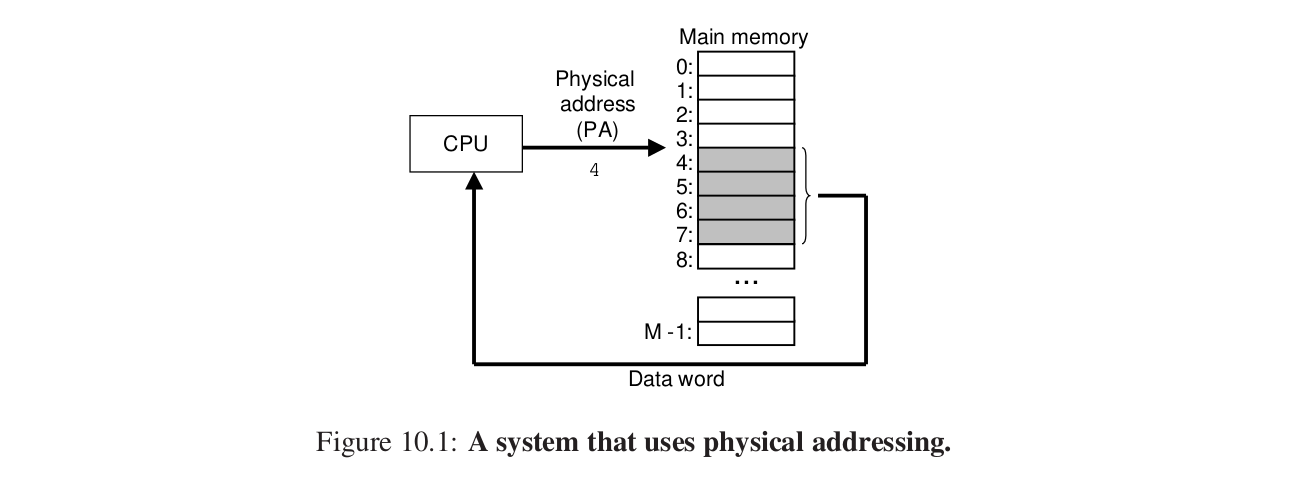 Main memory
0:
Physical
1:
address
2:
(PA)
3:
CPU
4
4:
5:
6:
7:
8:
...
M -1:
Data word
Figure 10.1: A system that uses physical addressing.